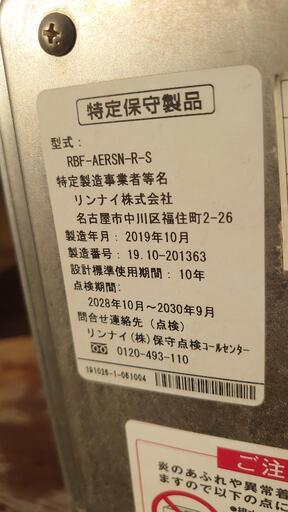 特定保守製品
型式:
RBF-AERSN-R-S
特定製造事業者等名
リンナイ株式会社
名古屋市中川区福住町2-26
製造年月:2019年10月
製造番号:19.10-201363
設計標準使用期間:10年
点検期間:
2028年10月～2030年9月
問合せ連絡先(点検)
リンナイ(株)保守点検コールセンター
0120-493-110
191026-1-061004
ご注
炎のあふれや異常着
ますので以下の点に